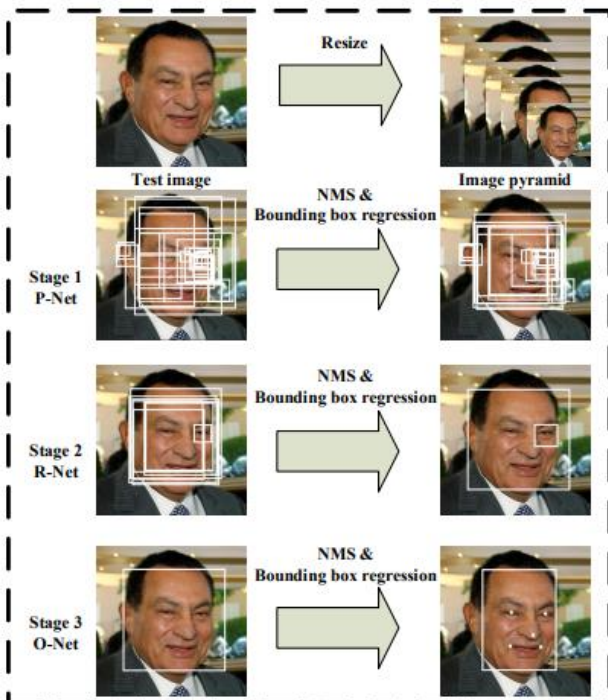 Resize
Test image
Image pyramid
NMS &
Bounding box regression
Stage 1
P-Net
NMS &
Bounding box regression
Stage 2
R-Net
NMS &
Bounding box regression
Stage 3
O-Net